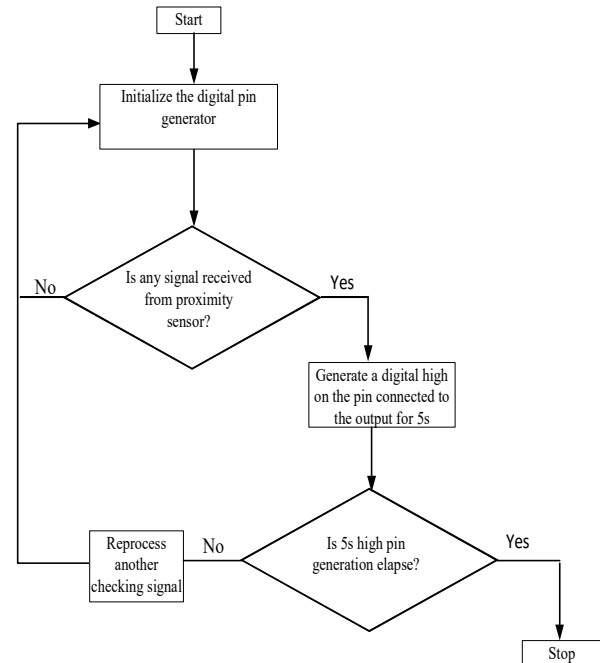 Start
Initialize the digital pin
generator
Is any signal received
from proximity
sensor?
No
Yes
Generate a digital high
on the pin connected to
the output for 5s
Is 5s high pin
generation elapse?
No
Yes
Reprocess
another
checking signal
Stop